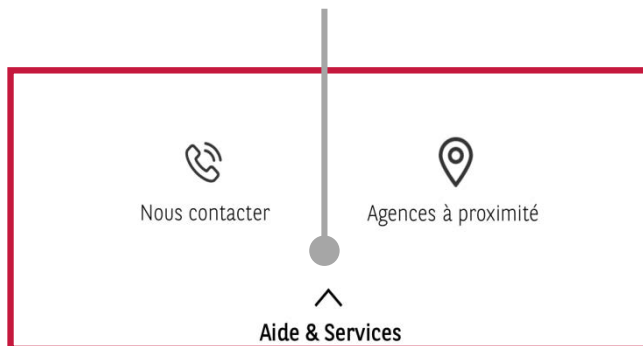 Nous contacter
Agences à proximité
Aide & Services